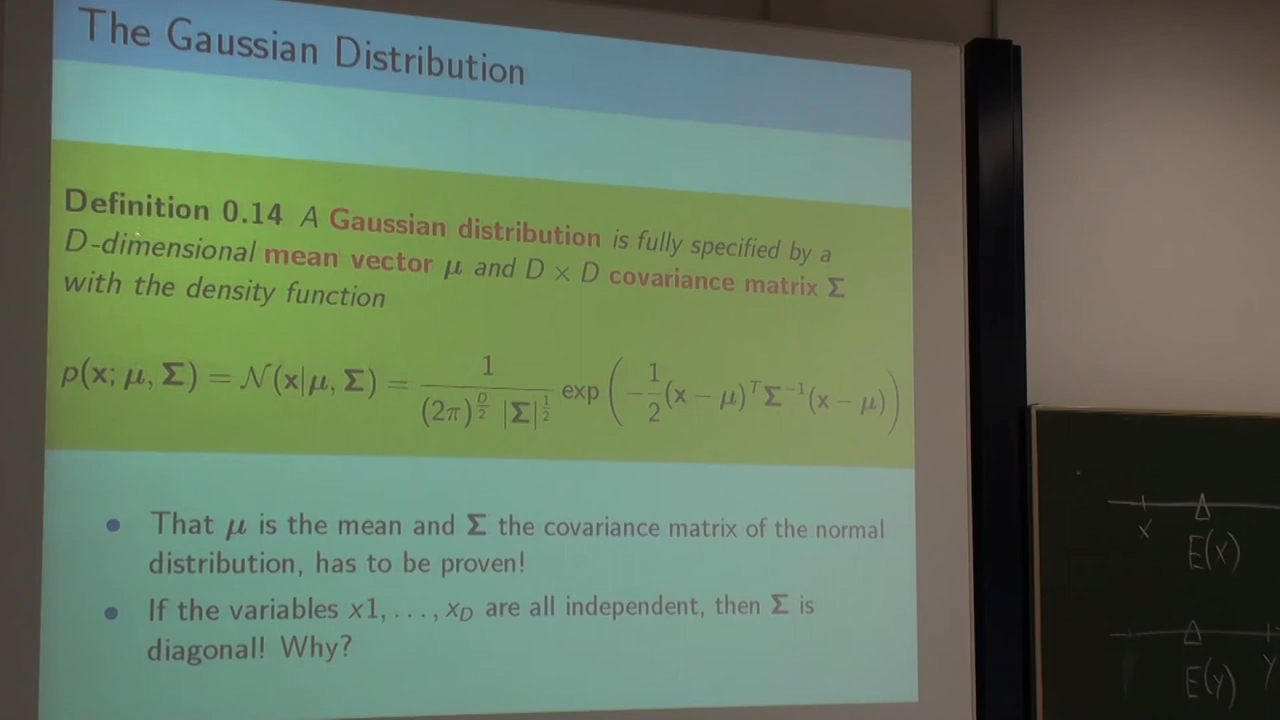 The Gaussian Distribution
Definition 0.14 A Gaussian distribution is fully specified by a
D-dimensional mean vector μ and D × D covariance matrix Σ
with the density function
p(x; μ, Σ) = 𝒩(x|μ, Σ) = 1 / ((2π)^{D/2} |Σ|^{1/2}) exp(−1/2 (x − μ)^T Σ^{−1}(x − μ))
• That μ is the mean and Σ the covariance matrix of the normal
distribution, has to be proven!
• If the variables x1, . . . , x_D are all independent, then Σ is
diagonal! Why?
x
E(x)
E(y)
y